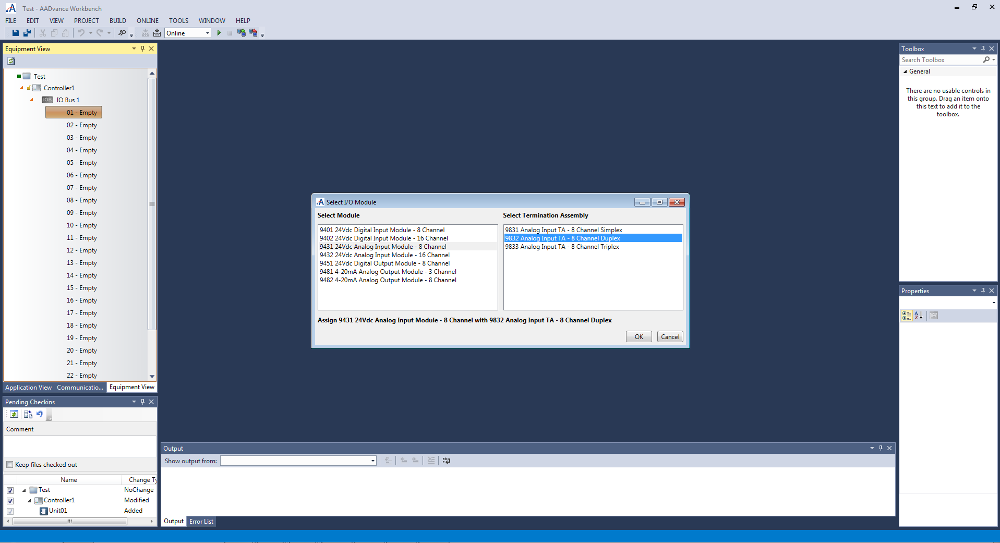 Test - AADvance Workbench
FILE EDIT VIEW PROJECT BUILD ONLINE TOOLS WINDOW HELP
Online
Equipment View
Test
Controller1
IOB IO Bus 1
01 - Empty
02 - Empty
03 - Empty
04 - Empty
05 - Empty
06 - Empty
07 - Empty
08 - Empty
09 - Empty
10 - Empty
11 - Empty
12 - Empty
13 - Empty
14 - Empty
15 - Empty
16 - Empty
17 - Empty
18 - Empty
19 - Empty
20 - Empty
21 - Empty
22 - Empty
Application View Communicatio... Equipment View
Pending Checkins
Comment
Keep files checked out
Name Change Ty
Test NoChange
Controller1 Modified
Unit01 Added
Select I/O Module
Select Module
9401 24Vdc Digital Input Module - 8 Channel
9402 24Vdc Digital Input Module - 16 Channel
9431 24Vdc Analog Input Module - 8 Channel
9432 24Vdc Analog Input Module - 16 Channel
9451 24Vdc Digital Output Module - 8 Channel
9481 4-20mA Analog Output Module - 3 Channel
9482 4-20mA Analog Output Module - 8 Channel
Select Termination Assembly
9831 Analog Input TA - 8 Channel Simplex
9832 Analog Input TA - 8 Channel Duplex
9833 Analog Input TA - 8 Channel Triplex
Assign 9431 24Vdc Analog Input Module - 8 Channel with 9832 Analog Input TA - 8 Channel Duplex
OK Cancel
Output
Show output from:
Output Error List
Toolbox
Search Toolbox
General
There are no usable controls in
this group. Drag an item onto
this text to add it to the
toolbox.
Properties